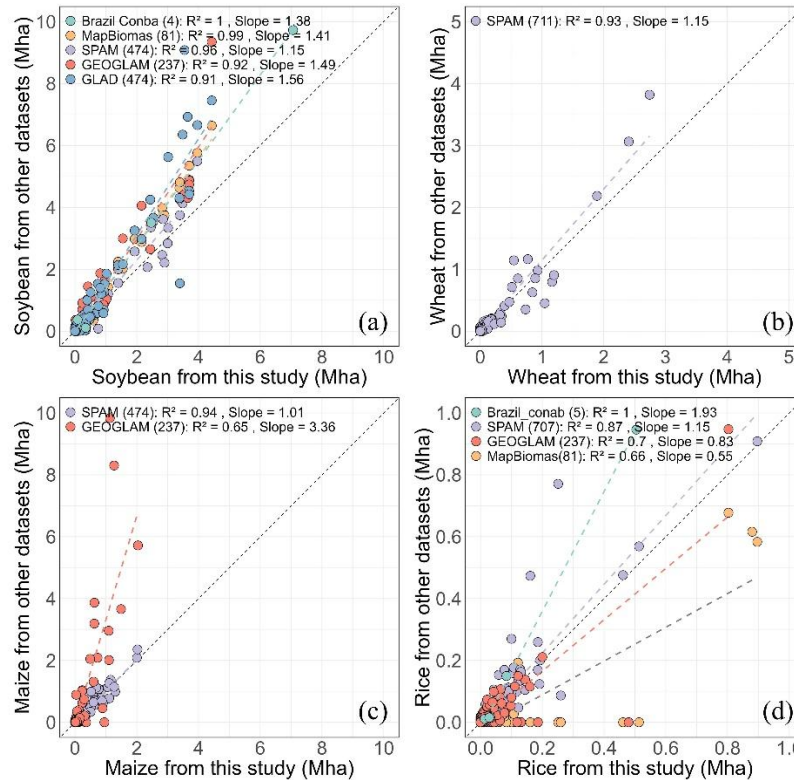 Brazil Conba (4): R² = 1 , Slope = 1.38
MapBiomas (81): R² = 0.99 , Slope = 1.41
SPAM (474): R² = 0.96 , Slope = 1.15
GEOGLAM (237): R² = 0.92 , Slope = 1.49
GLAD (474): R² = 0.91 , Slope = 1.56
10
8
6
4
2
0
Soybean from other datasets (Mha)
(a)
0 2 4 6 8 10
Soybean from this study (Mha)
SPAM (711): R² = 0.93 , Slope = 1.15
5
4
3
2
1
0
Wheat from other datasets (Mha)
(b)
0 1 2 3 4 5
Wheat from this study (Mha)
SPAM (474): R² = 0.94 , Slope = 1.01
GEOGLAM (237): R² = 0.65 , Slope = 3.36
10
8
6
4
2
0
Maize from other datasets (Mha)
(c)
0 2 4 6 8 10
Maize from this study (Mha)
Brazil_conab (5): R² = 1 , Slope = 1.93
SPAM (707): R² = 0.87 , Slope = 1.15
GEOGLAM (237): R² = 0.7 , Slope = 0.83
MapBiomas(81): R² = 0.66 , Slope = 0.55
1.0
0.8
0.6
0.4
0.2
0.0
Rice from other datasets (Mha)
(d)
0.0 0.2 0.4 0.6 0.8 1.0
Rice from this study (Mha)